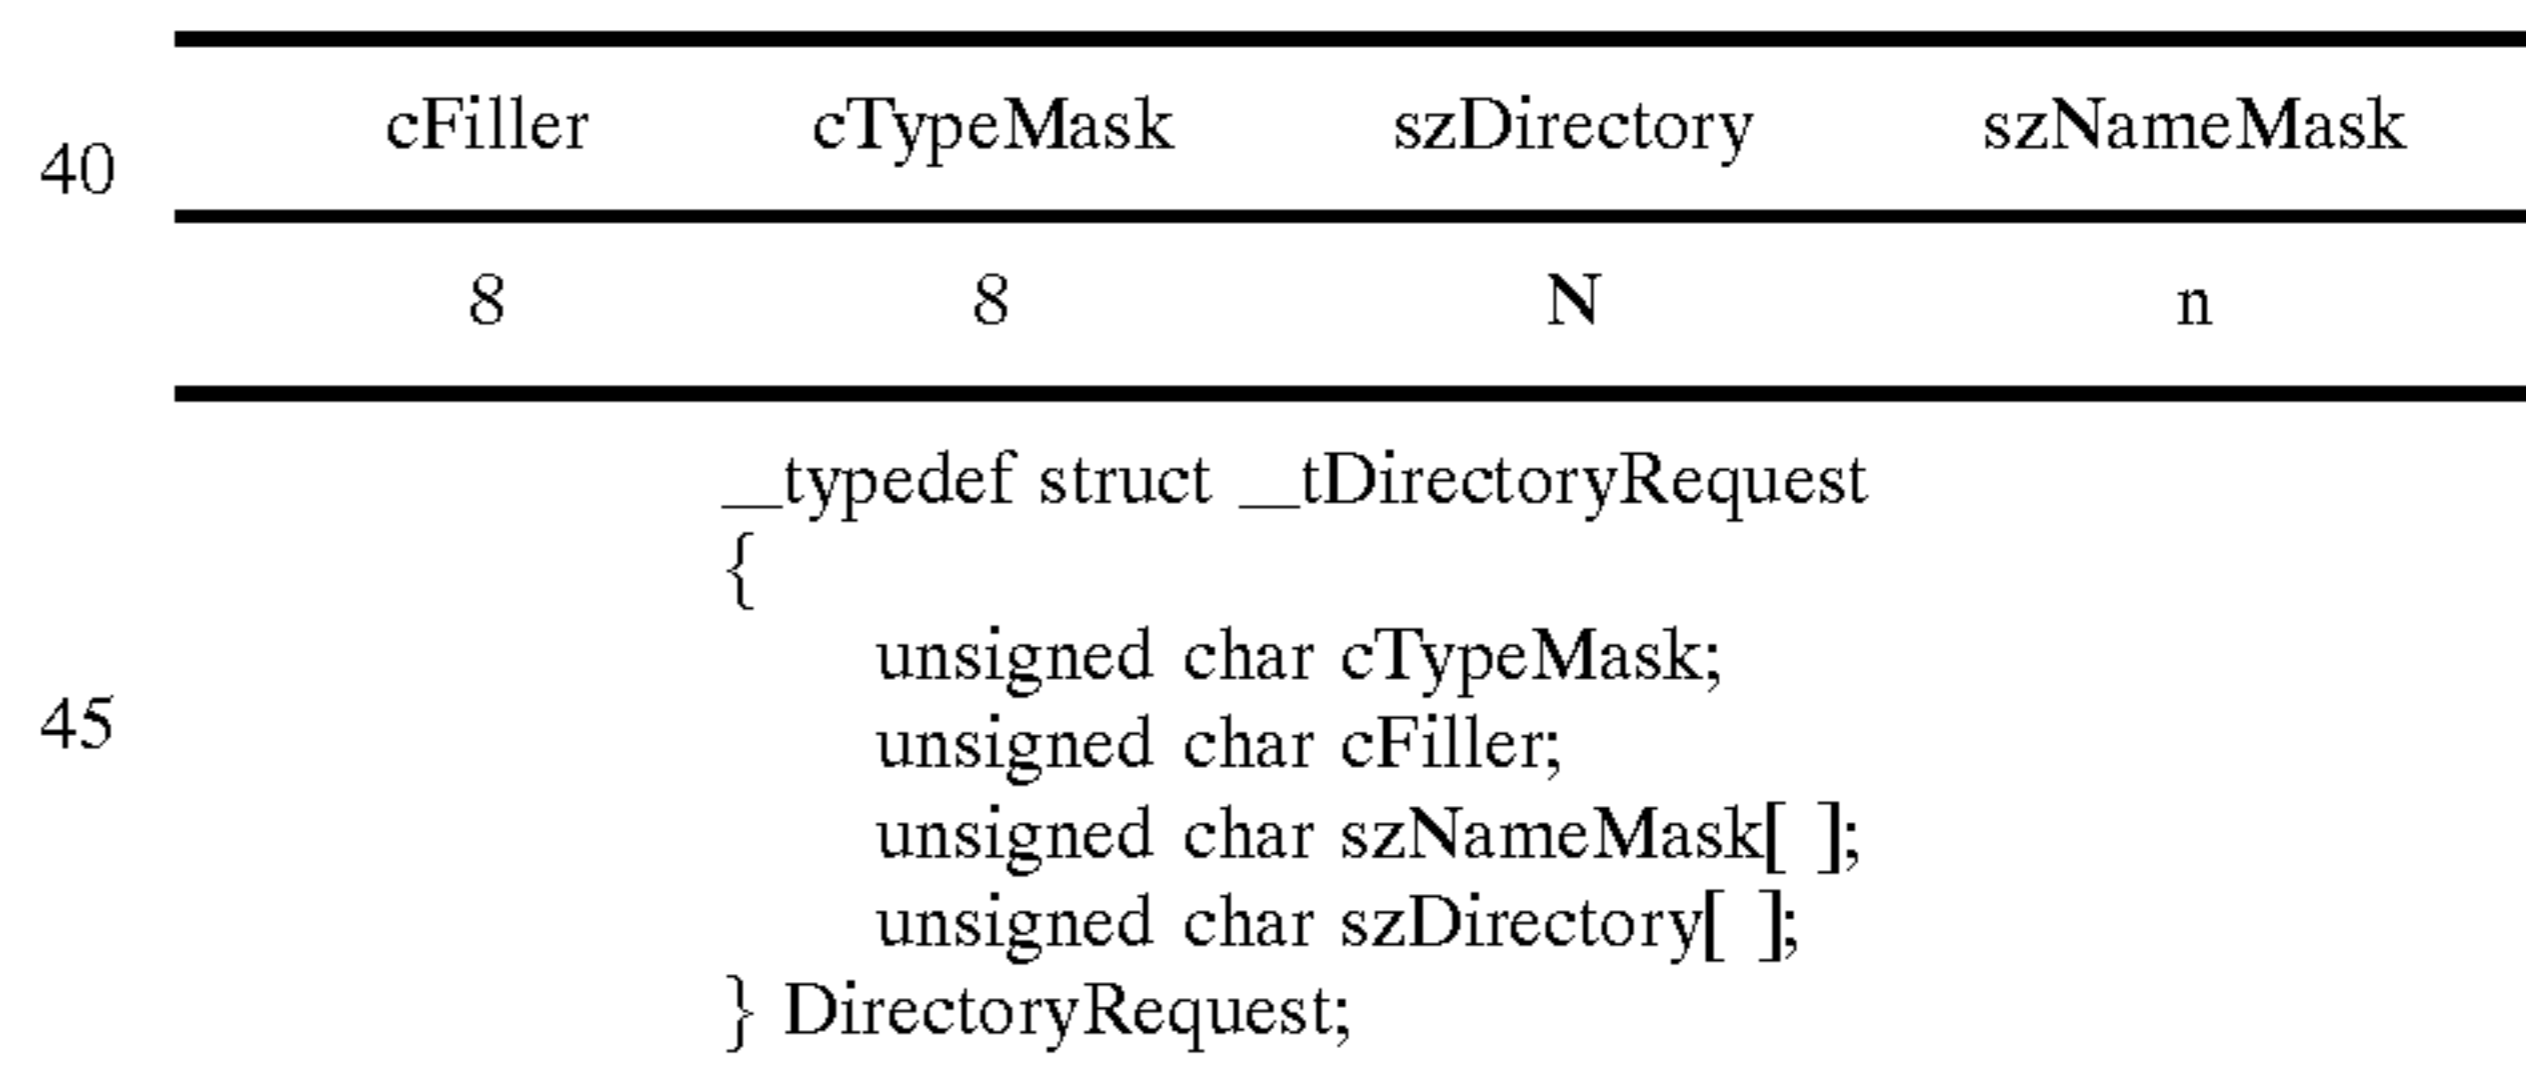 cFiller cTypeMask szDirectory szNameMask
40
8 8 N n
__typedef struct __tDirectoryRequest
{
unsigned char cTypeMask;
45
unsigned char cFiller;
unsigned char szNameMask[ ];
unsigned char szDirectory[ ];
} DirectoryRequest;